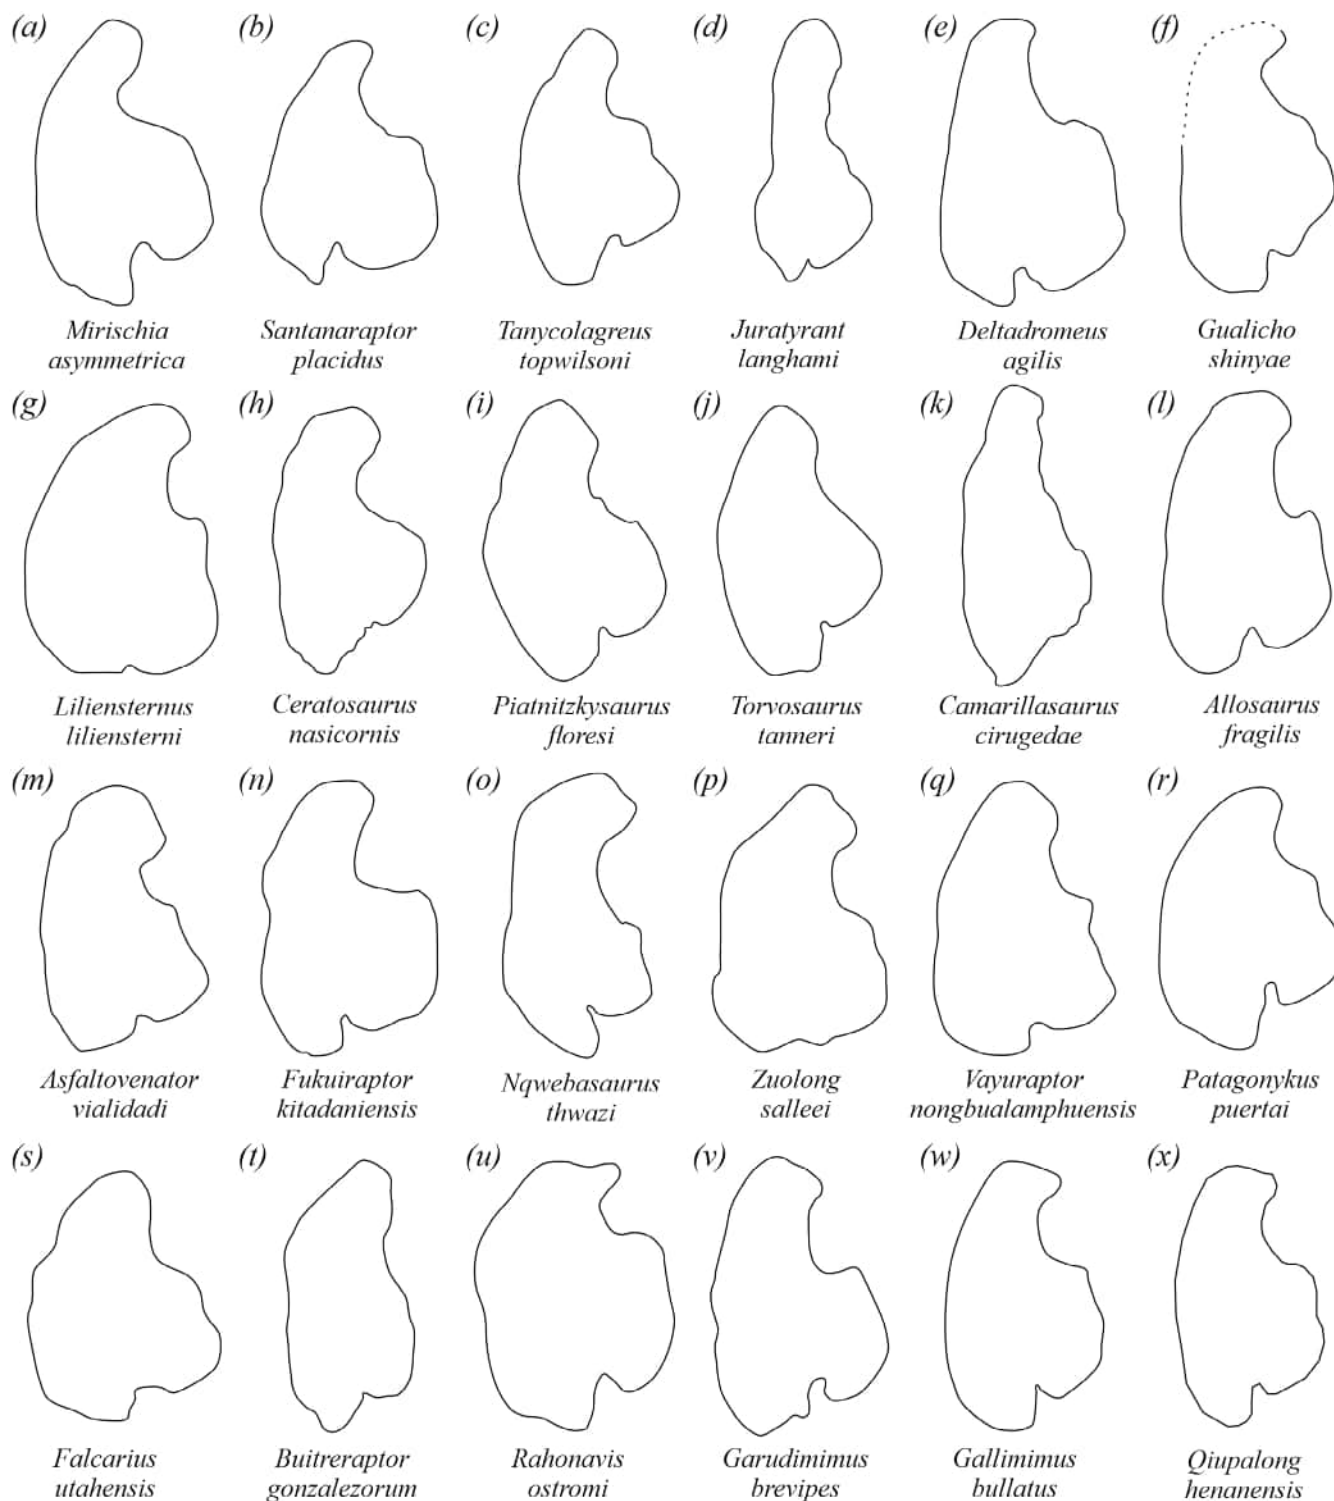 (a) (b) (c) (d) (e) (f)
Mirischia asymmetrica
Santanaraptor placidus
Tanycolagreus topwilsoni
Juratyrant langhami
Deltadromeus agilis
Gualicho shinyae
(g) (h) (i) (j) (k) (l)
Liliensternus liliensterni
Ceratosaurus nasicornis
Piatnitzkysaurus floresi
Torvosaurus tanneri
Camarillasaurus cirugedae
Allosaurus fragilis
(m) (n) (o) (p) (q) (r)
Asfaltovenator vialidadi
Fukuiraptor kitadaniensis
Nqwebasaurus thwazi
Zuolong salleei
Vayuraptor nongbualamphuensis
Patagonykus puertai
(s) (t) (u) (v) (w) (x)
Falcarius utahensis
Buitreraptor gonzalezorum
Rahonavis ostromi
Garudimimus brevipes
Gallimimus bullatus
Qiupalong henanensis